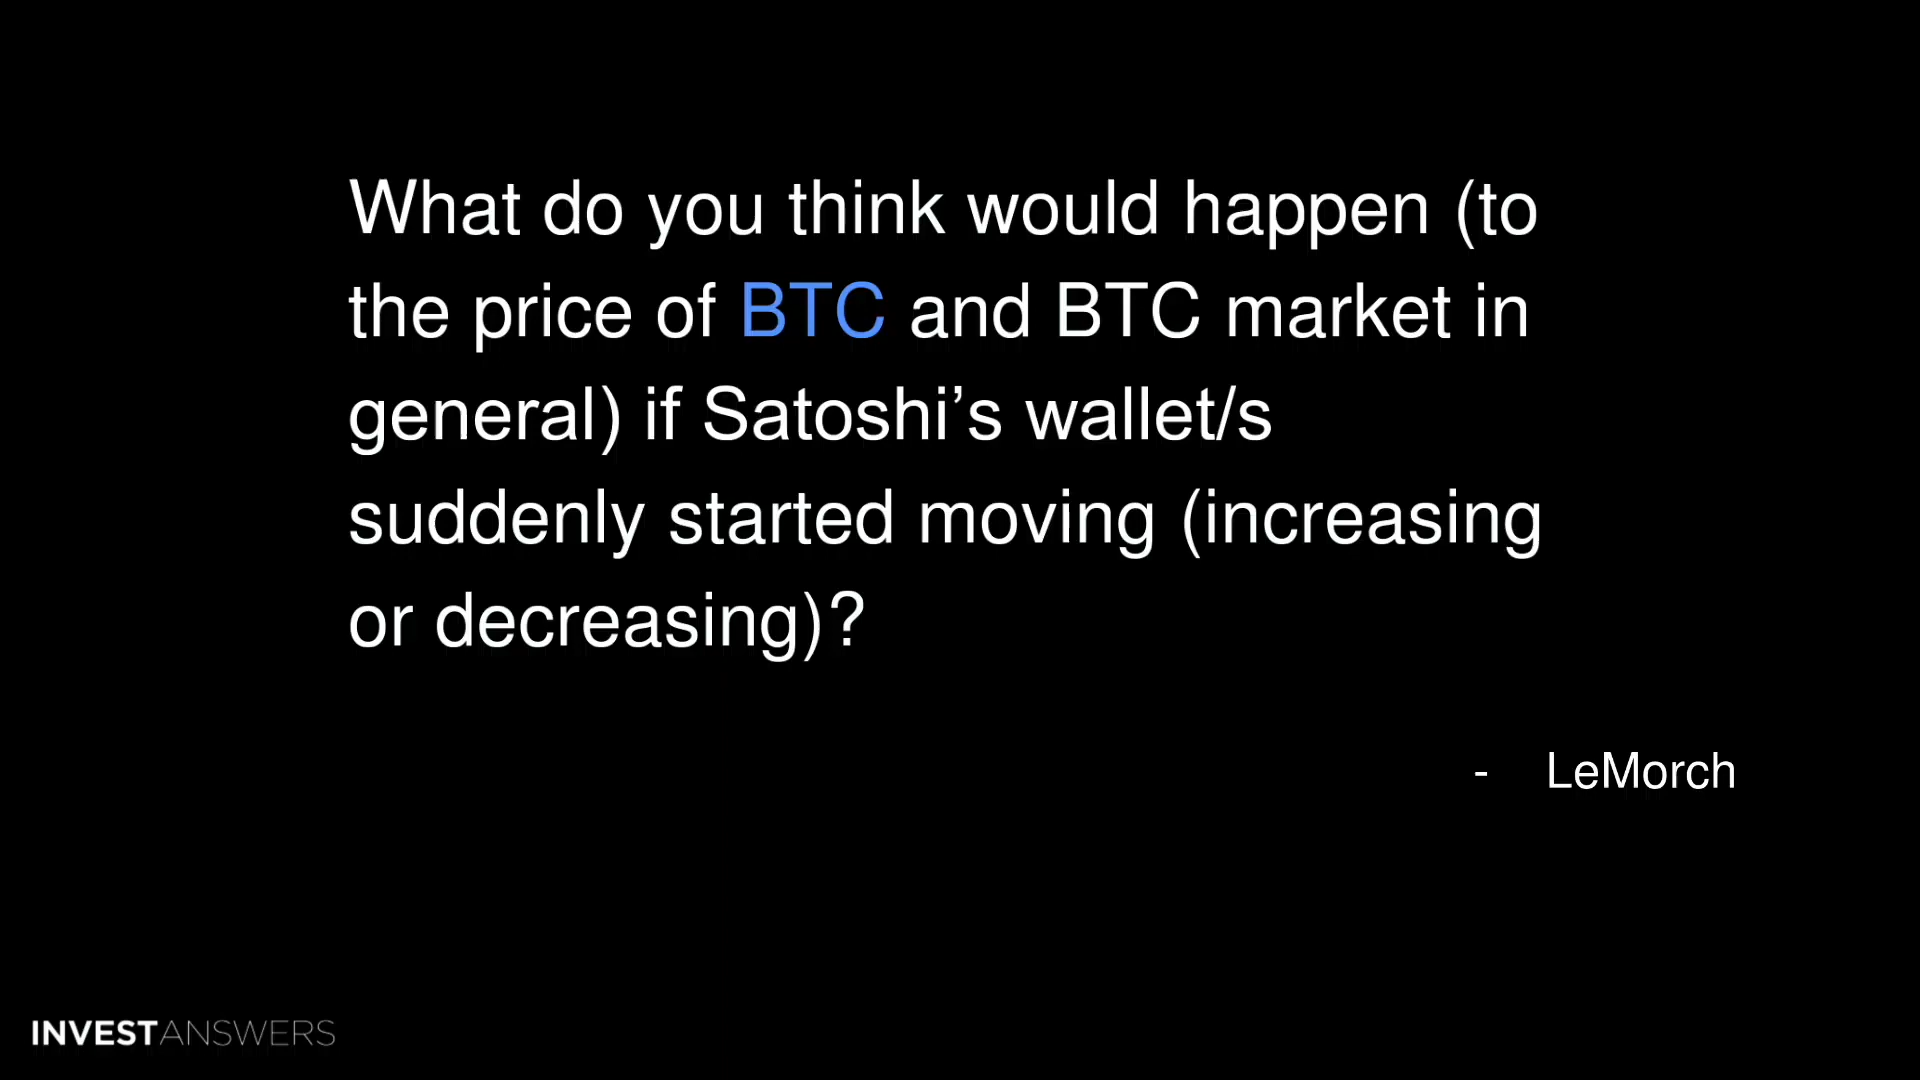 What do you think would happen (to
the price of BTC and BTC market in
general) if Satoshi’s wallet/s
suddenly started moving (increasing
or decreasing)?
- LeMorch
INVESTANSWERS